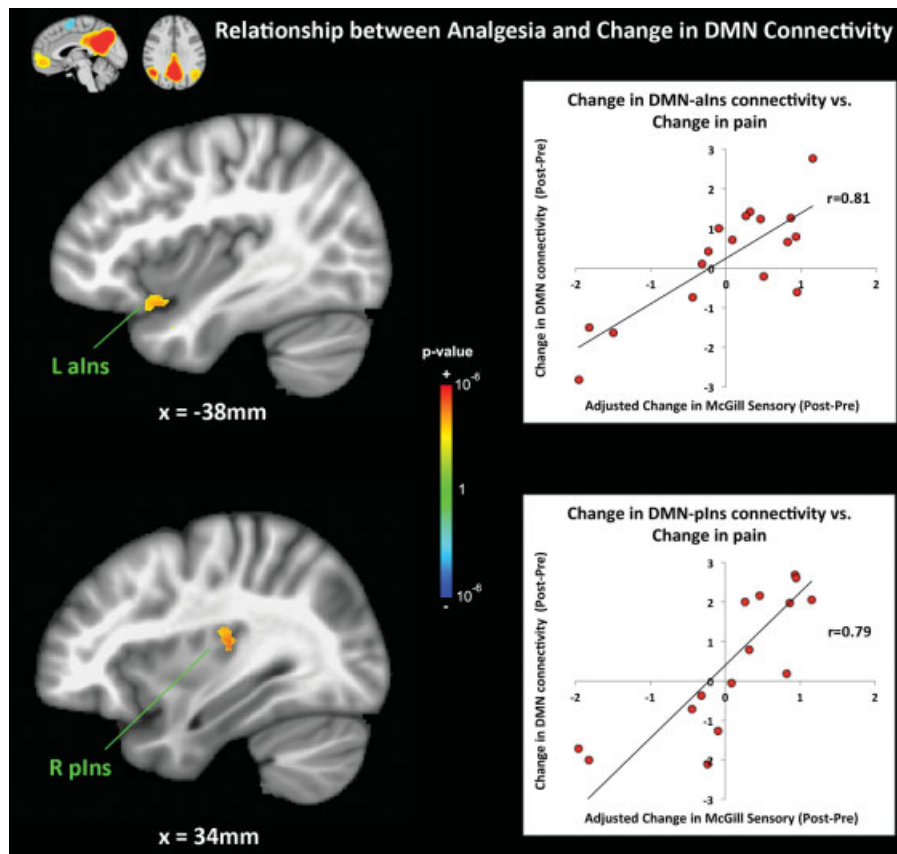 Relationship between Analgesia and Change in DMN Connectivity
L aIns
x = -38mm
p-value
+
10-6
1
10-6
-
R pIns
x = 34mm
Change in DMN-aIns connectivity vs.
Change in pain
Change in DMN connectivity (Post-Pre)
3
2
1
0
-1
-2
-3
-2
-1
0
1
2
r=0.81
Adjusted Change in McGill Sensory (Post-Pre)
Change in DMN-pIns connectivity vs.
Change in pain
Change in DMN connectivity (Post-Pre)
3
2
1
0
-1
-2
-3
-2
-1
0
1
2
r=0.79
Adjusted Change in McGill Sensory (Post-Pre)